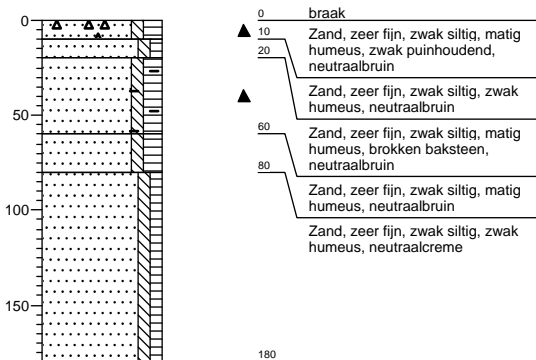 0
50
100
150
0
braak
10
Zand, zeer fijn, zwak siltig, matig
humeus, zwak puinhoudend,
neutraalbruin
20
Zand, zeer fijn, zwak siltig, zwak
humeus, neutraalbruin
60
Zand, zeer fijn, zwak siltig, matig
humeus, brokken baksteen,
neutraalbruin
80
Zand, zeer fijn, zwak siltig, matig
humeus, neutraalbruin
Zand, zeer fijn, zwak siltig, zwak
humeus, neutraalcreme
180